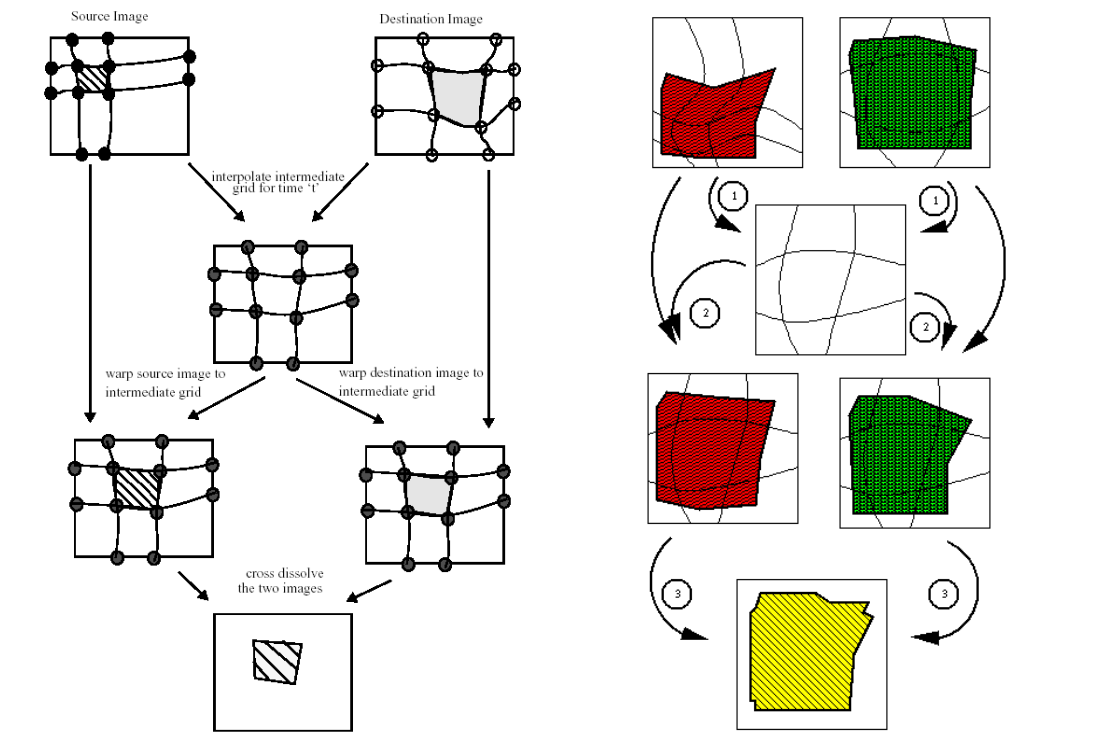 Source Image
Destination Image
interpolate intermediate
grid for time ‘t’
warp source image to
intermediate grid
warp destination image to
intermediate grid
cross dissolve
the two images
1
1
2
2
3
3